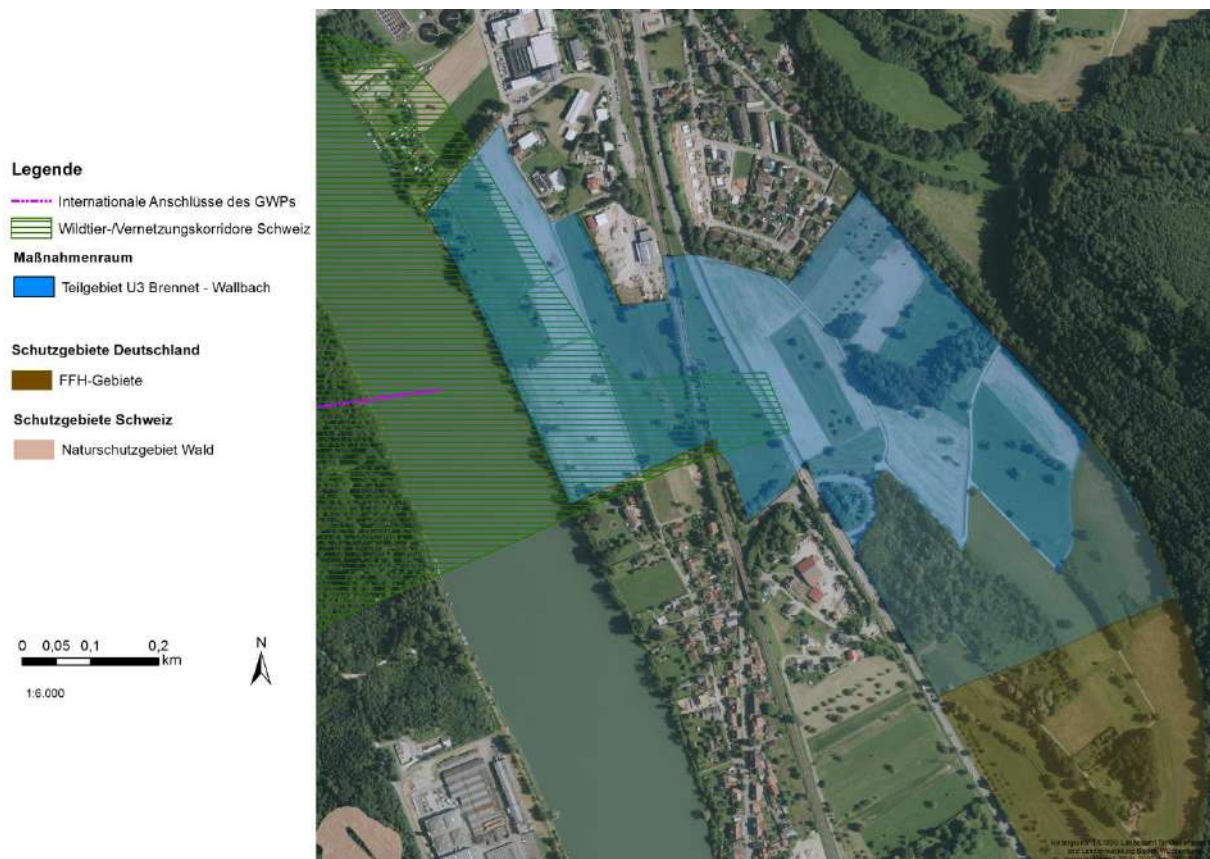 Legende
Internationale Anschlüsse des GWPs
Wildtier-/Vernetzungskorridore Schweiz
Maßnahmenraum
Teilgebiet U3 Brennet - Wallbach
Schutzgebiete Deutschland
FFH-Gebiete
Schutzgebiete Schweiz
Naturschutzgebiet Wald
0 0,05 0,1 0,2
km
N
1:6.000